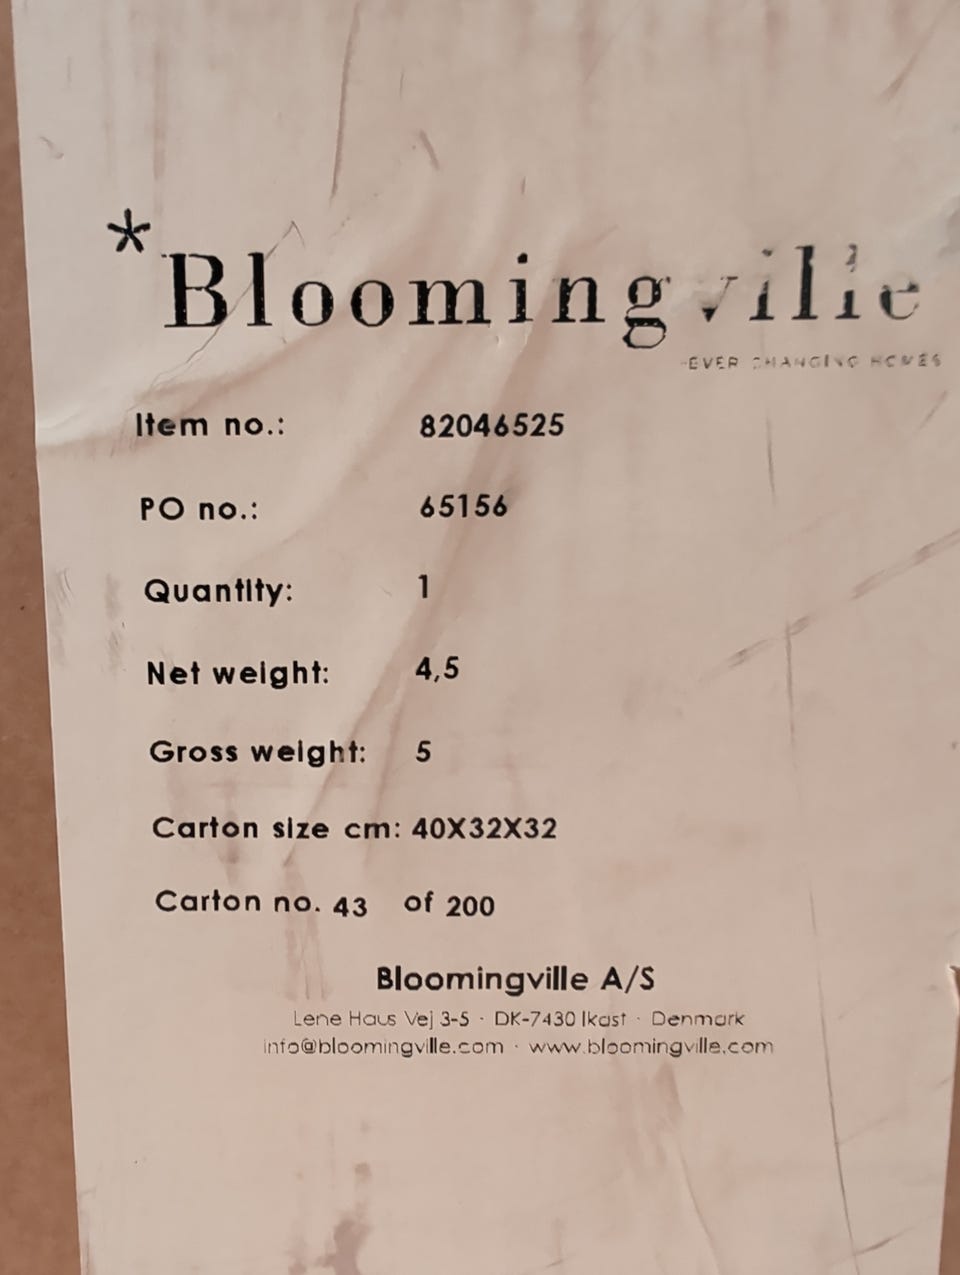 *Bloomingville
-EVER CHANGING HOMES
Item no.: 82046525
PO no.: 65156
Quantity: 1
Net weight: 4,5
Gross weight: 5
Carton size cm: 40X32X32
Carton no. 43 of 200
Bloomingville A/S
Lene Haus Vej 3-5 · DK-7430 Ikast · Denmark
info@bloomingville.com · www.bloomingville.com